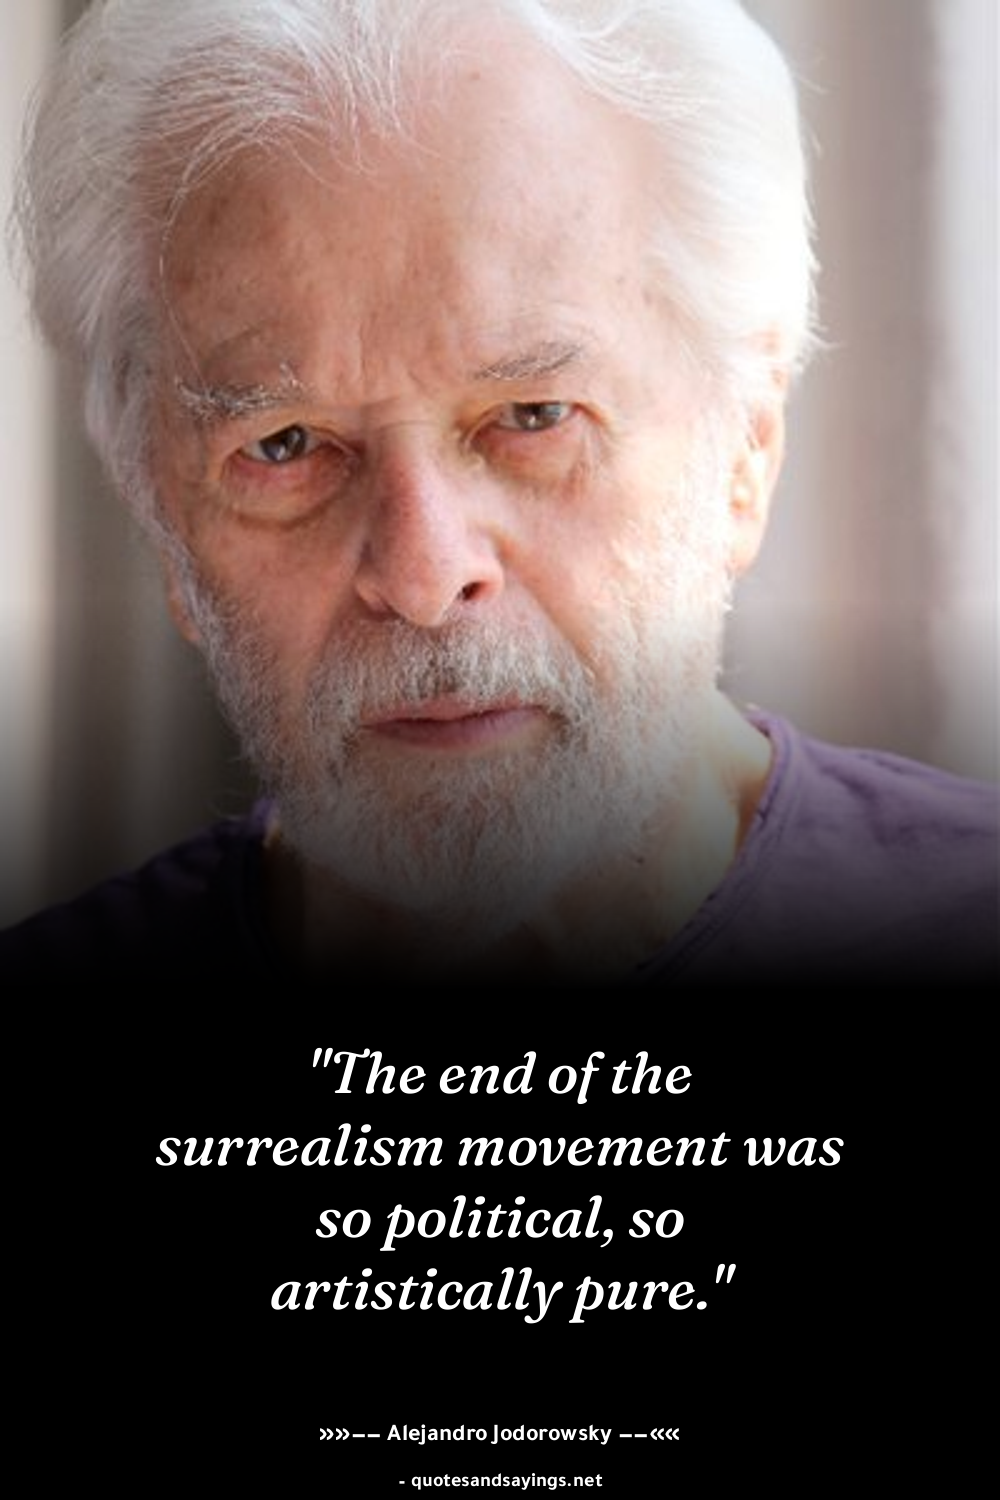 "The end of the
surrealism movement was
so political, so
artistically pure."
»»−− Alejandro Jodorowsky −−««
- quotesandsayings.net